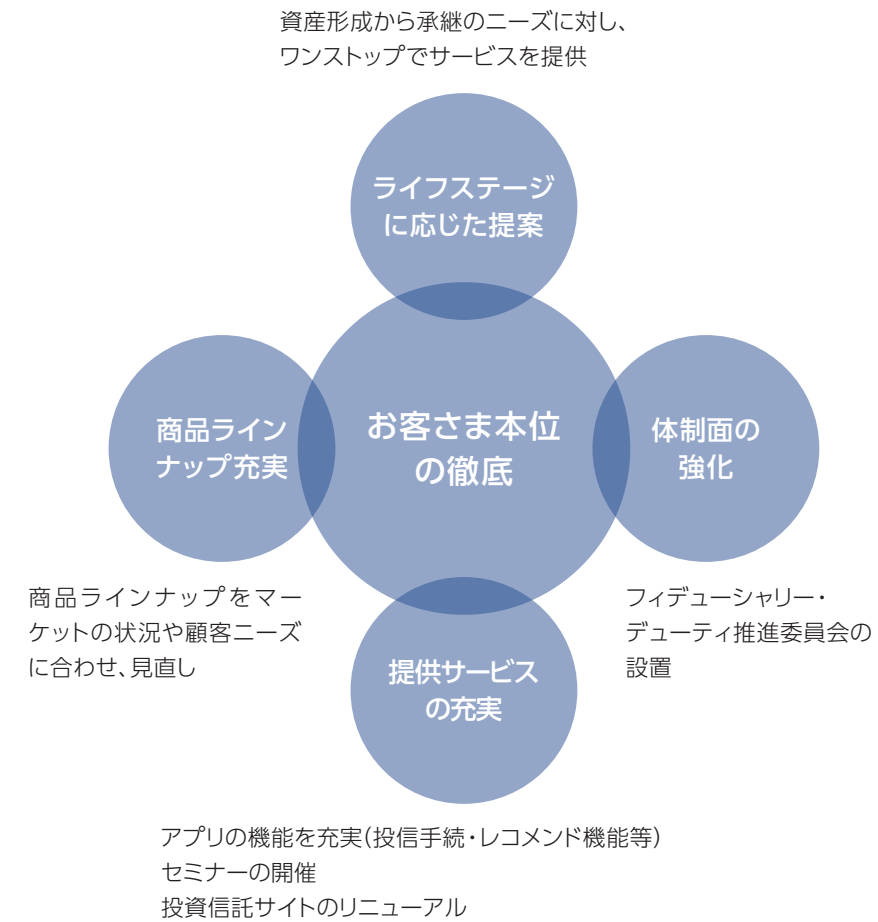 資産形成から承継のニーズに対し、
ワンストップでサービスを提供
ライフステージ
に応じた提案
商品ライン
ナップ充実
お客さま本位
の徹底
体制面の
強化
商品ラインナップをマー
ケットの状況や顧客ニーズ
に合わせ、見直し
フィデューシャリー・
デューティ推進委員会の
設置
提供サービス
の充実
アプリの機能を充実(投信手続・レコメンド機能等)
セミナーの開催
投資信託サイトのリニューアル